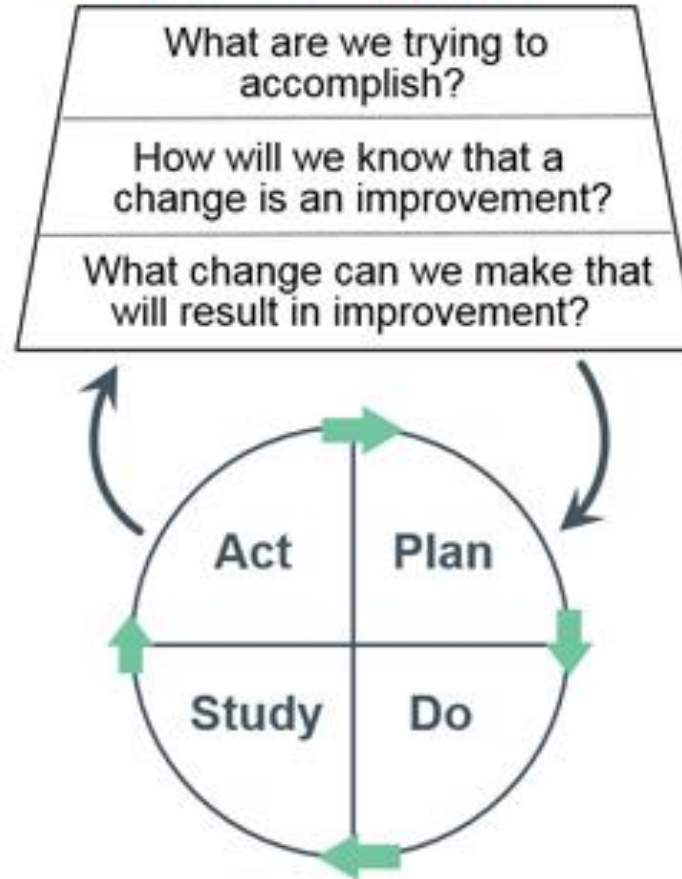 What are we trying to
accomplish?
How will we know that a
change is an improvement?
What change can we make that
will result in improvement?
Act
Plan
Study
Do